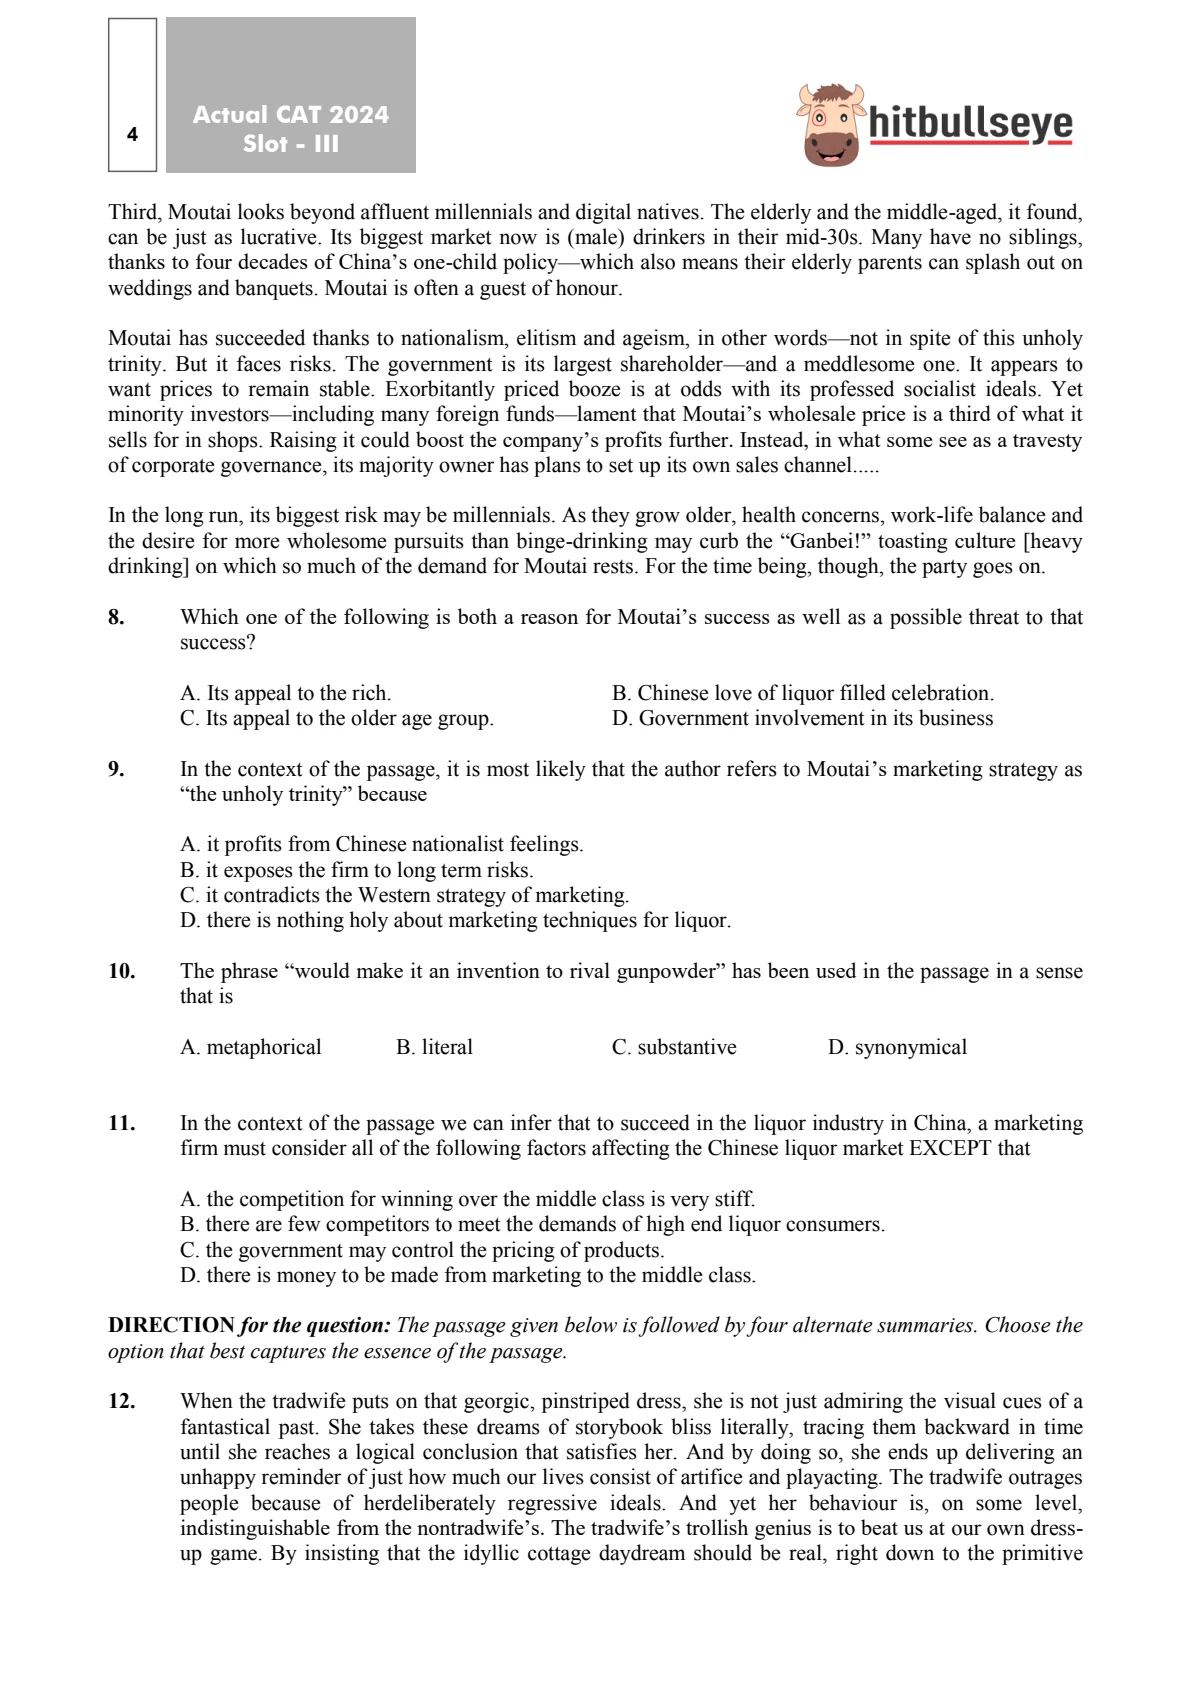 4
Actual CAT 2024
Slot - III
hitbullseye
Third, Moutai looks beyond affluent millennials and digital natives. The elderly and the middle-aged, it found,
can be just as lucrative. Its biggest market now is (male) drinkers in their mid-30s. Many have no siblings,
thanks to four decades of China’s one-child policy—which also means their elderly parents can splash out on
weddings and banquets. Moutai is often a guest of honour.
Moutai has succeeded thanks to nationalism, elitism and ageism, in other words—not in spite of this unholy
trinity. But it faces risks. The government is its largest shareholder—and a meddlesome one. It appears to
want prices to remain stable. Exorbitantly priced booze is at odds with its professed socialist ideals. Yet
minority investors—including many foreign funds—lament that Moutai’s wholesale price is a third of what it
sells for in shops. Raising it could boost the company’s profits further. Instead, in what some see as a travesty
of corporate governance, its majority owner has plans to set up its own sales channel.....
In the long run, its biggest risk may be millennials. As they grow older, health concerns, work-life balance and
the desire for more wholesome pursuits than binge-drinking may curb the “Ganbei!” toasting culture [heavy
drinking] on which so much of the demand for Moutai rests. For the time being, though, the party goes on.
8. Which one of the following is both a reason for Moutai’s success as well as a possible threat to that
success?
A. Its appeal to the rich. B. Chinese love of liquor filled celebration.
C. Its appeal to the older age group. D. Government involvement in its business
9. In the context of the passage, it is most likely that the author refers to Moutai’s marketing strategy as
“the unholy trinity” because
A. it profits from Chinese nationalist feelings.
B. it exposes the firm to long term risks.
C. it contradicts the Western strategy of marketing.
D. there is nothing holy about marketing techniques for liquor.
10. The phrase “would make it an invention to rival gunpowder” has been used in the passage in a sense
that is
A. metaphorical B. literal C. substantive D. synonymical
11. In the context of the passage we can infer that to succeed in the liquor industry in China, a marketing
firm must consider all of the following factors affecting the Chinese liquor market EXCEPT that
A. the competition for winning over the middle class is very stiff.
B. there are few competitors to meet the demands of high end liquor consumers.
C. the government may control the pricing of products.
D. there is money to be made from marketing to the middle class.
DIRECTION for the question: The passage given below is followed by four alternate summaries. Choose the
option that best captures the essence of the passage.
12. When the tradwife puts on that georgic, pinstriped dress, she is not just admiring the visual cues of a
fantastical past. She takes these dreams of storybook bliss literally, tracing them backward in time
until she reaches a logical conclusion that satisfies her. And by doing so, she ends up delivering an
unhappy reminder of just how much our lives consist of artifice and playacting. The tradwife outrages
people because of herdeliberately regressive ideals. And yet her behaviour is, on some level,
indistinguishable from the nontradwife’s. The tradwife’s trollish genius is to beat us at our own dress-
up game. By insisting that the idyllic cottage daydream should be real, right down to the primitive